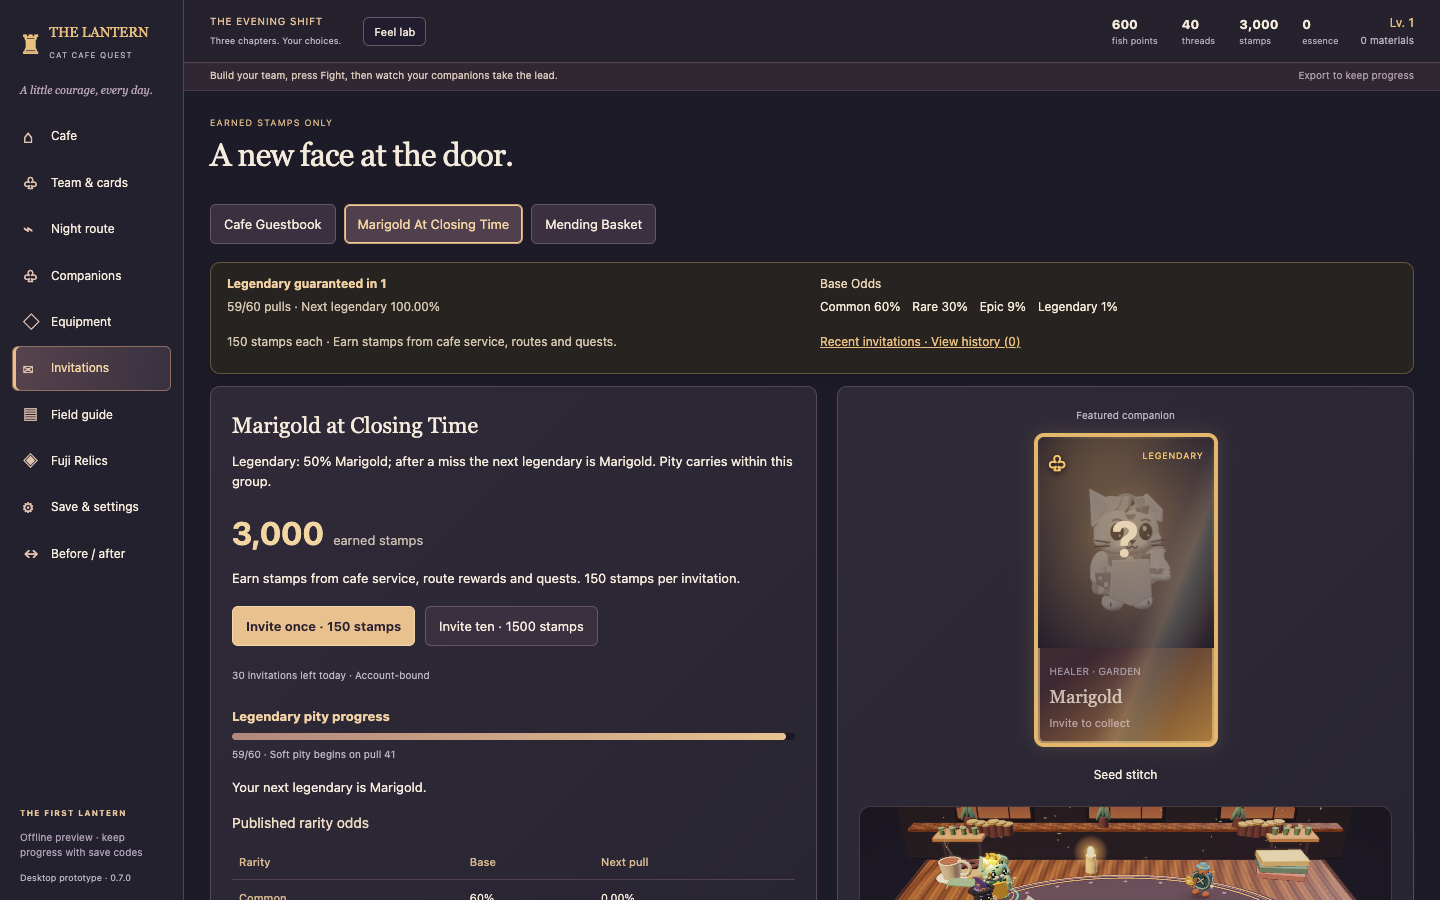 THE LANTERN
CAT CAFE QUEST
A little courage, every day.
Cafe
Team & cards
Night route
Companions
Equipment
Invitations
Field guide
Fuji Relics
Save & settings
Before / after
THE FIRST LANTERN
Offline preview · keep
progress with save codes
Desktop prototype · 0.7.0
THE EVENING SHIFT
Three chapters. Your choices.
Feel lab
600
fish points
40
threads
3,000
stamps
0
essence
Lv. 1
0 materials
Build your team, press Fight, then watch your companions take the lead.
Export to keep progress
EARNED STAMPS ONLY
A new face at the door.
Cafe Guestbook
Marigold At Closing Time
Mending Basket
Legendary guaranteed in 1
59/60 pulls · Next legendary 100.00%
150 stamps each · Earn stamps from cafe service, routes and quests.
Base Odds
Common 60% Rare 30% Epic 9% Legendary 1%
Recent invitations · View history (0)
Marigold at Closing Time
Legendary: 50% Marigold; after a miss the next legendary is Marigold. Pity carries within this
group.
3,000 earned stamps
Earn stamps from cafe service, route rewards and quests. 150 stamps per invitation.
Invite once · 150 stamps
Invite ten · 1500 stamps
30 invitations left today · Account-bound
Legendary pity progress
59/60 · Soft pity begins on pull 41
Your next legendary is Marigold.
Published rarity odds
Rarity Base Next pull
Common 60% 0.00%
Featured companion
LEGENDARY
?
HEALER · GARDEN
Marigold
Invite to collect
Seed stitch